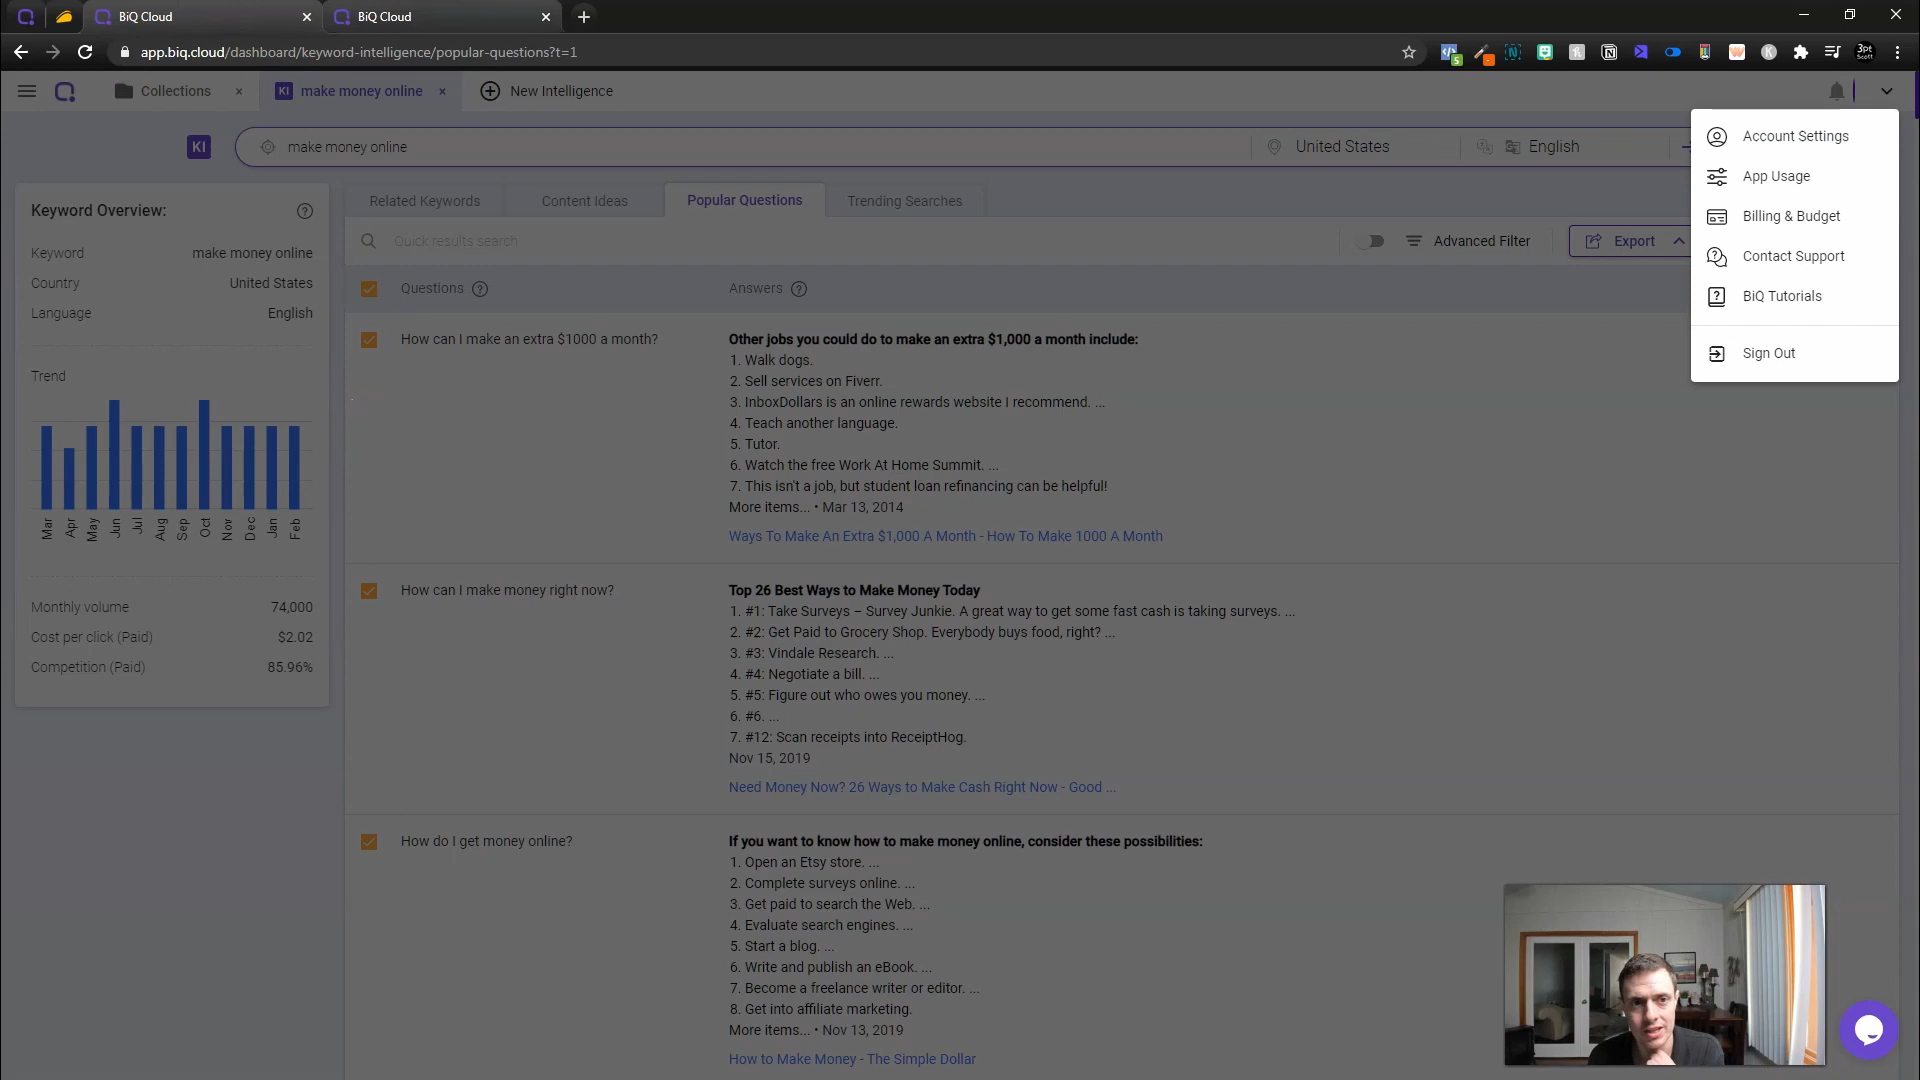 BiQ Cloud
BiQ Cloud
app.biq.cloud/dashboard/keyword-intelligence/popular-questions?t=1
Collections
KI
make money online
New Intelligence
KI
make money online
United States
English
Account Settings
App Usage
Billing & Budget
Contact Support
BiQ Tutorials
Sign Out
Keyword Overview:
Keyword make money online
Country United States
Language English
Trend
Mar Apr May Jun Jul Aug Sep Oct Nov Dec Jan Feb
Monthly volume 74,000
Cost per click (Paid) $2.02
Competition (Paid) 85.96%
Related Keywords
Content Ideas
Popular Questions
Trending Searches
Quick results search
Advanced Filter
Export
Questions
Answers
How can I make an extra $1000 a month?
Other jobs you could do to make an extra $1,000 a month include:
1. Walk dogs.
2. Sell services on Fiverr.
3. InboxDollars is an online rewards website I recommend. ...
4. Teach another language.
5. Tutor.
6. Watch the free Work At Home Summit. ...
7. This isn't a job, but student loan refinancing can be helpful!
More items... • Mar 13, 2014
Ways To Make An Extra $1,000 A Month - How To Make 1000 A Month
How can I make money right now?
Top 26 Best Ways to Make Money Today
1. #1: Take Surveys – Survey Junkie. A great way to get some fast cash is taking surveys. ...
2. #2: Get Paid to Grocery Shop. Everybody buys food, right? ...
3. #3: Vindale Research. ...
4. #4: Negotiate a bill. ...
5. #5: Figure out who owes you money. ...
6. #6. ...
7. #12: Scan receipts into ReceiptHog.
Nov 15, 2019
Need Money Now? 26 Ways to Make Cash Right Now - Good ...
How do I get money online?
If you want to know how to make money online, consider these possibilities:
1. Open an Etsy store. ...
2. Complete surveys online. ...
3. Get paid to search the Web. ...
4. Evaluate search engines. ...
5. Start a blog. ...
6. Write and publish an eBook. ...
7. Become a freelance writer or editor. ...
8. Get into affiliate marketing.
More items... • Nov 13, 2019
How to Make Money - The Simple Dollar